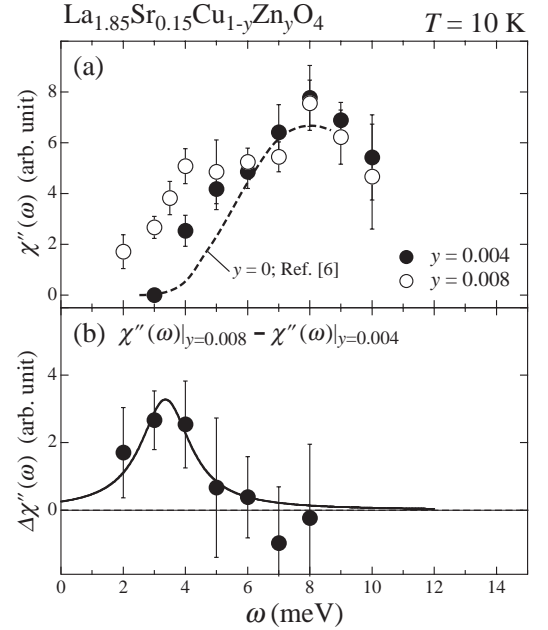 La1.85Sr0.15Cu1-yZnyO4 T = 10 K
(a)
8
6
4
2
0
χ″(ω) (arb. unit)
y = 0; Ref. [6]
y = 0.004
y = 0.008
(b) χ″(ω)|y=0.008 − χ″(ω)|y=0.004
4
2
0
Δχ″(ω) (arb. unit)
0 2 4 6 8 10 12 14
ω (meV)